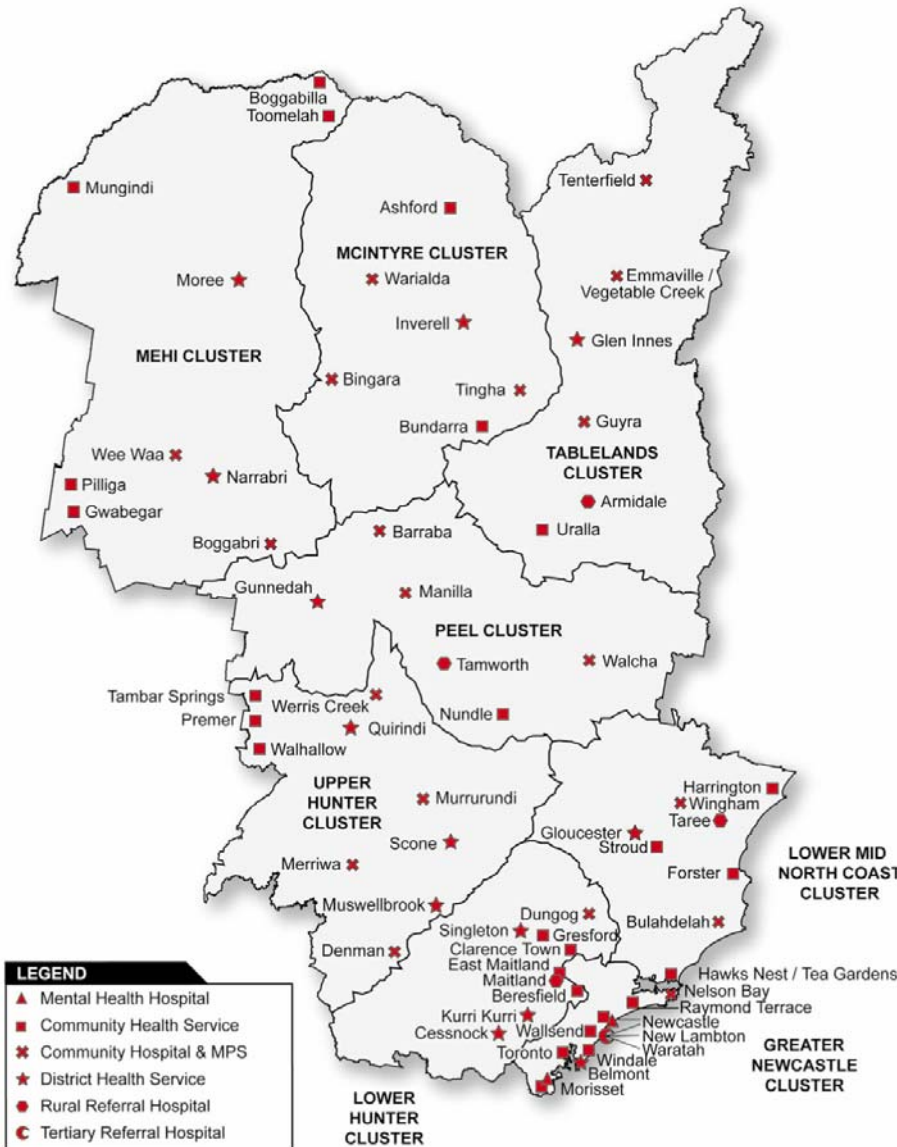 Boggabilla
Toomelah
Mungindi
Tenterfield
Ashford
MCINTYRE CLUSTER
Warialda
Emmaville /
Vegetable Creek
Moree
Inverell
Glen Innes
MEHI CLUSTER
Bingara
Tingha
Bundarra
Guyra
TABLELANDS
CLUSTER
Wee Waa
Narrabri
Pilliga
Gwabegar
Armidale
Uralla
Boggabri
Barraba
Gunnedah
Manilla
PEEL CLUSTER
Tamworth
Walcha
Tambar Springs
Werris Creek
Premer
Nundle
Quirindi
Walhallow
UPPER
HUNTER
CLUSTER
Murrurundi
Harrington
Wingham
Taree
Gloucester
Stroud
Scone
Merriwa
LOWER MID
NORTH COAST
CLUSTER
Forster
Muswellbrook
Dungog
Bulahdelah
Singleton
Gresford
Denman
Clarence Town
East Maitland
Maitland
Beresfield
Hawks Nest / Tea Gardens
Nelson Bay
Raymond Terrace
Kurri Kurri
Newcastle
Cessnock
Wallsend
New Lambton
Waratah
Toronto
Windale
Belmont
Morisset
GREATER
NEWCASTLE
CLUSTER
LOWER
HUNTER
CLUSTER
LEGEND
Mental Health Hospital
Community Health Service
Community Hospital & MPS
District Health Service
Rural Referral Hospital
Tertiary Referral Hospital